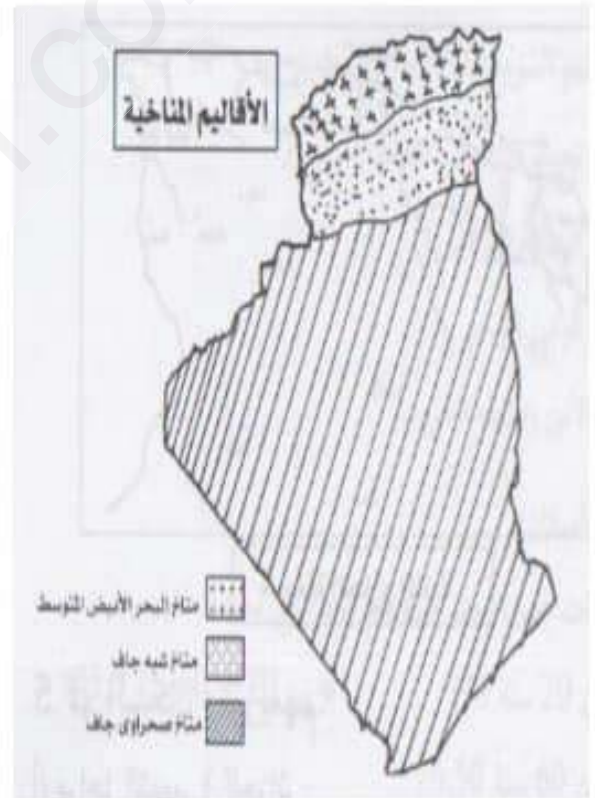 الأقاليم المناخية
مناخ البحر الأبيض المتوسط
مناخ شبه جاف
مناخ صحراوي جاف